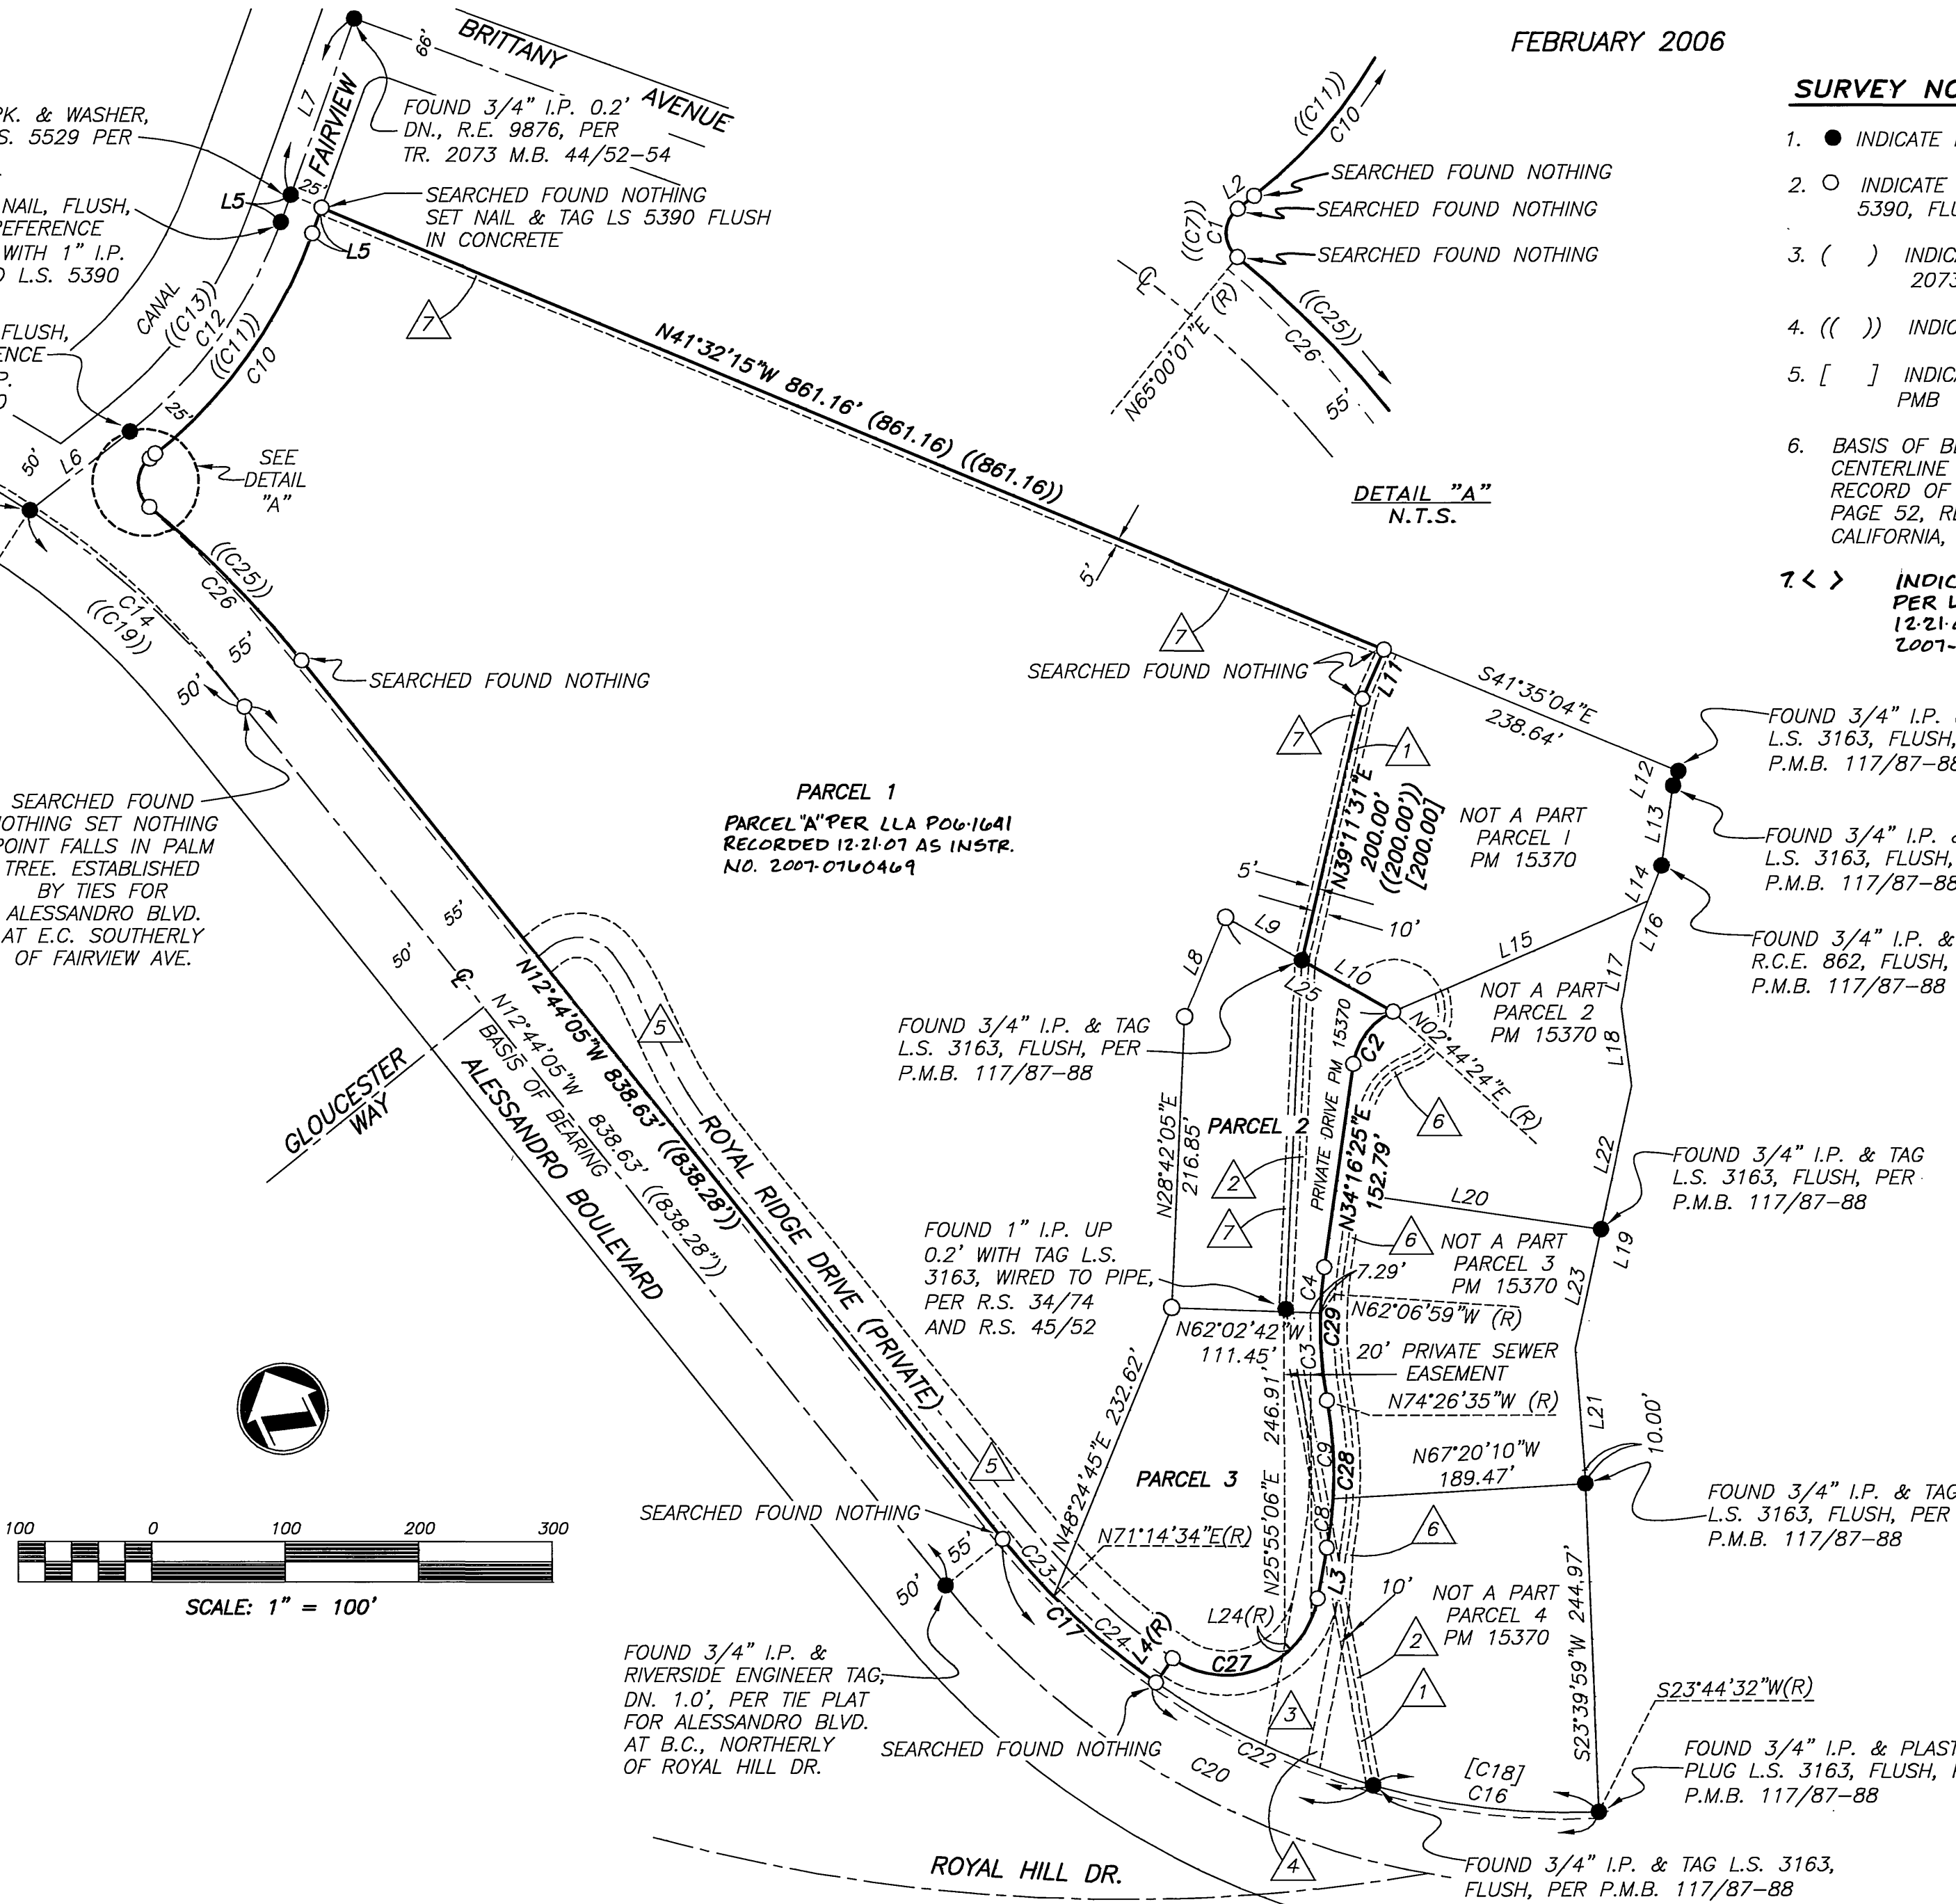 FEBRUARY 2006
BRITTANY
AVENUE
66'
L7
FAIRVIEW
FOUND 3/4" I.P. 0.2'
DN., R.E. 9876, PER
TR. 2073 M.B. 44/52-54
PK. & WASHER,
S. 5529 PER
NAIL, FLUSH,
REFERENCE
WITH 1" I.P.
L.S. 5390
FLUSH,
L5
25'
SEARCHED FOUND NOTHING
SET NAIL & TAG LS 5390 FLUSH
IN CONCRETE
L5
CANAL
((C13))
C12
((C11))
C10
25'
50'
L6
SEE
DETAIL
"A"
7
N41°32'15"W 861.16' (861.16) ((861.16))
5'
7
((C11))
C10
SEARCHED FOUND NOTHING
L2
SEARCHED FOUND NOTHING
((C7))
C1
SEARCHED FOUND NOTHING
℄
N65°00'01"E (R)
((C25))
C26
55'
DETAIL "A"
N.T.S.
SURVEY NO
1. ● INDICATE
2. ○ INDICATE
5390, FLU
3. ( ) INDICA
2073
4. (( )) INDIC
5. [ ] INDICA
PMB
6. BASIS OF BE
CENTERLINE
RECORD OF
PAGE 52, RE
CALIFORNIA,
7. < > INDIC
PER L
12.21.
2007-
((C25))
C26
C14
((C19))
55'
50'
SEARCHED FOUND NOTHING
SEARCHED FOUND
NOTHING SET NOTHING
POINT FALLS IN PALM
TREE. ESTABLISHED
BY TIES FOR
ALESSANDRO BLVD.
AT E.C. SOUTHERLY
OF FAIRVIEW AVE.
PARCEL 1
PARCEL "A" PER LLA P06-1641
RECORDED 12.21.07 AS INSTR.
NO. 2007-0760469
SEARCHED FOUND NOTHING
L11
S41°35'04"E
238.64'
7
1
N39°11'31"E
200.00'
((200.00'))
[200.00]
5'
10'
NOT A PART
PARCEL 1
PM 15370
L12
L13
L14
L16
FOUND 3/4" I.P.
L.S. 3163, FLUSH,
P.M.B. 117/87-88
FOUND 3/4" I.P. &
L.S. 3163, FLUSH,
P.M.B. 117/87-88
FOUND 3/4" I.P. &
R.C.E. 862, FLUSH,
P.M.B. 117/87-88
L8
L9
L10
L25
L15
L17
L18
NOT A PART
PARCEL 2
PM 15370
FOUND 3/4" I.P. & TAG
L.S. 3163, FLUSH, PER
P.M.B. 117/87-88
PRIVATE DRIVE PM 15370
C2
N02°44'24"E (R)
6
55'
50'
℄
N12°44'05"W 838.63' ((838.28'))
N12°44'05"W 838.63' ((838.28"))
BASIS OF BEARING
ALESSANDRO BOULEVARD
GLOUCESTER
WAY
5
ROYAL RIDGE DRIVE (PRIVATE)
N28°42'05"E
216.85'
PARCEL 2
2
7
N34°16'25"E
152.79'
L22
L20
L19
FOUND 3/4" I.P. & TAG
L.S. 3163, FLUSH, PER
P.M.B. 117/87-88
FOUND 1" I.P. UP
0.2' WITH TAG L.S.
3163, WIRED TO PIPE,
PER R.S. 34/74
AND R.S. 45/52
6
NOT A PART
PARCEL 3
PM 15370
C4
7.29'
N62°06'59"W (R)
N62°02'42"W
111.45'
C29
C3
20' PRIVATE SEWER
EASEMENT
L23
N74°26'35"W (R)
L21
10.00'
N48°24'45"E 232.62'
N25°55'06"E 246.91'
C9
C28
C8
N67°20'10"W
189.47'
PARCEL 3
5
FOUND 3/4" I.P. & TAG
L.S. 3163, FLUSH, PER
P.M.B. 117/87-88
SEARCHED FOUND NOTHING
N71°14'34"E(R)
6
55'
50'
C23
C17
C24
L4(R)
L24(R)
L3
C27
10'
NOT A PART
PARCEL 4
PM 15370
2
1
3
S23°39'59"W 244.97'
S23°44'32"W(R)
FOUND 3/4" I.P. &
RIVERSIDE ENGINEER TAG,
DN. 1.0', PER TIE PLAT
FOR ALESSANDRO BLVD.
AT B.C., NORTHERLY
OF ROYAL HILL DR.
SEARCHED FOUND NOTHING
C22
C20
[C18]
C16
FOUND 3/4" I.P. & PLAST
PLUG L.S. 3163, FLUSH,
P.M.B. 117/87-88
4
FOUND 3/4" I.P. & TAG L.S. 3163,
FLUSH, PER P.M.B. 117/87-88
ROYAL HILL DR.
100 0 100 200 300
SCALE: 1" = 100'